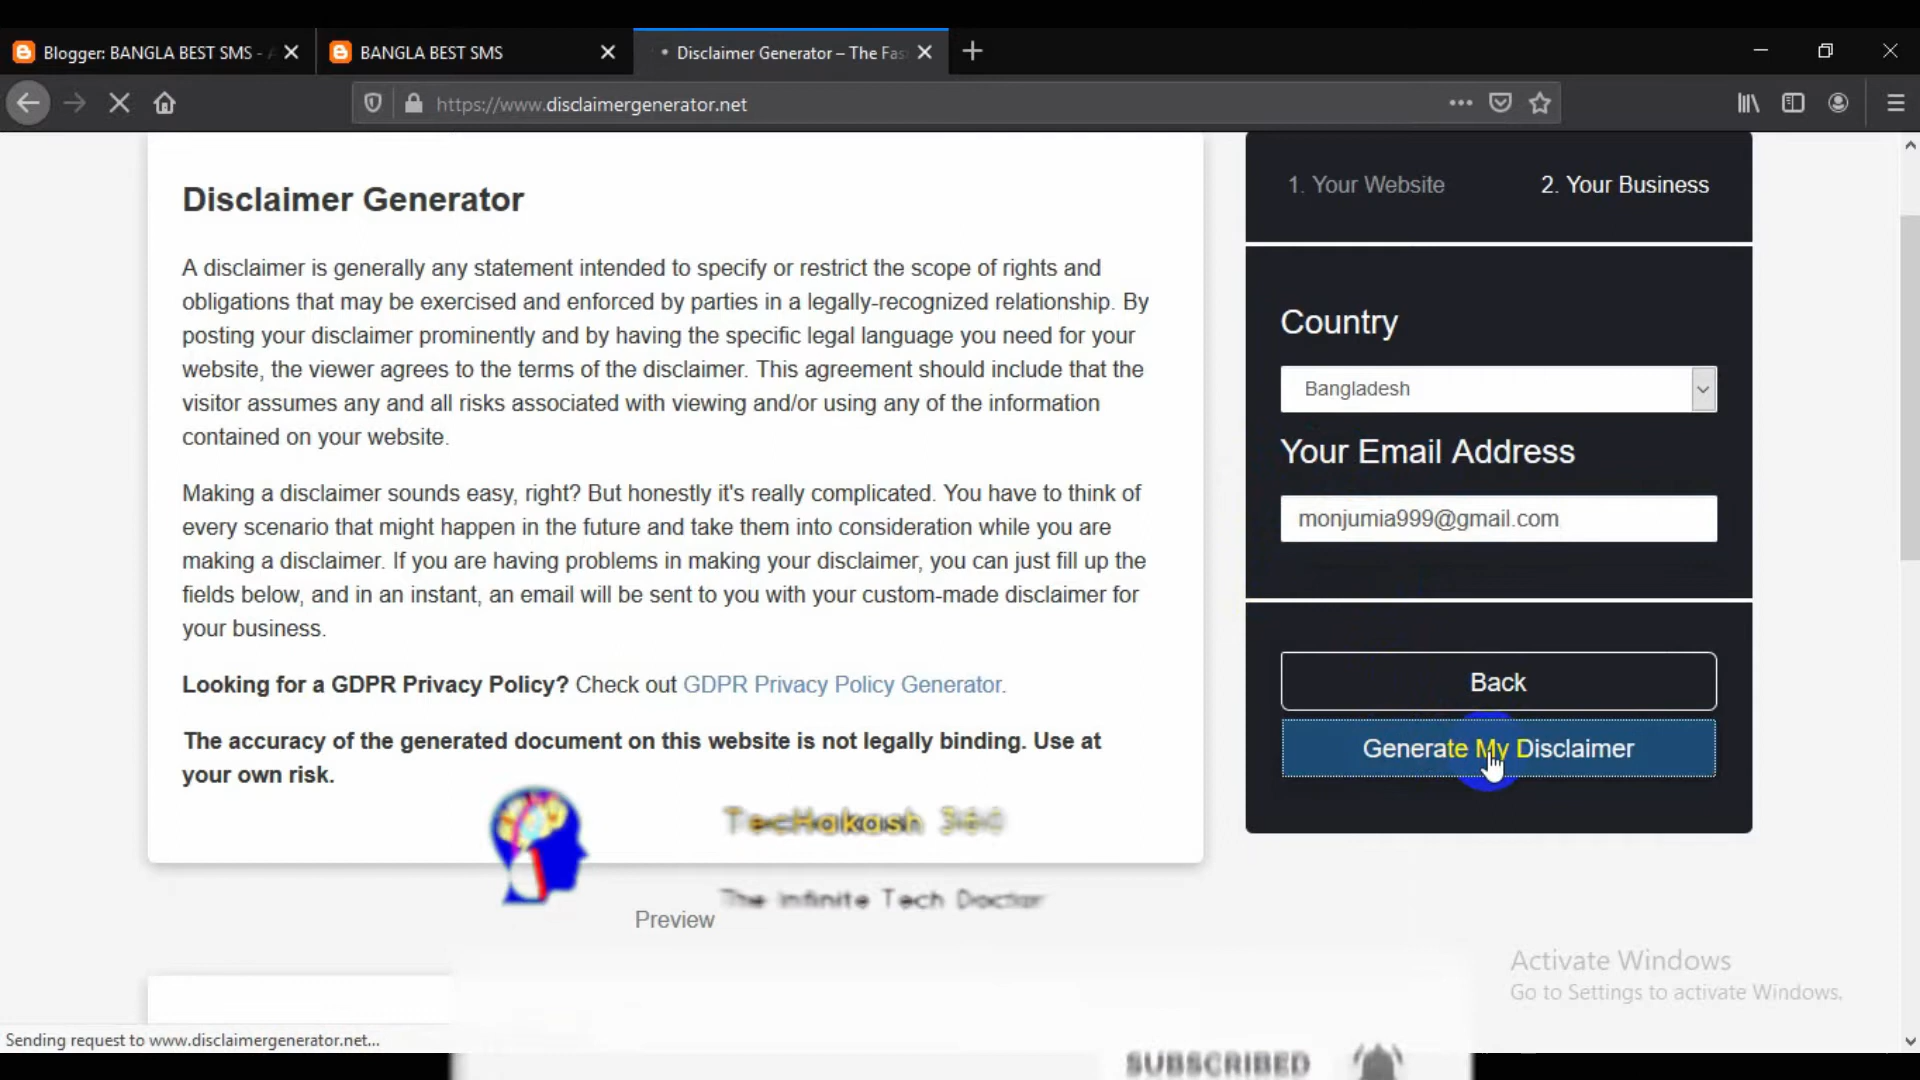 Blogger: BANGLA BEST SMS -
BANGLA BEST SMS
Disclaimer Generator – The Fas
https://www.disclaimergenerator.net
Disclaimer Generator
A disclaimer is generally any statement intended to specify or restrict the scope of rights and
obligations that may be exercised and enforced by parties in a legally-recognized relationship. By
posting your disclaimer prominently and by having the specific legal language you need for your
website, the viewer agrees to the terms of the disclaimer. This agreement should include that the
visitor assumes any and all risks associated with viewing and/or using any of the information
contained on your website.
Making a disclaimer sounds easy, right? But honestly it's really complicated. You have to think of
every scenario that might happen in the future and take them into consideration while you are
making a disclaimer. If you are having problems in making your disclaimer, you can just fill up the
fields below, and in an instant, an email will be sent to you with your custom-made disclaimer for
your business.
Looking for a GDPR Privacy Policy? Check out GDPR Privacy Policy Generator.
The accuracy of the generated document on this website is not legally binding. Use at
your own risk.
1. Your Website
2. Your Business
Country
Bangladesh
Your Email Address
monjumia999@gmail.com
Back
Generate My Disclaimer
TecHakash 360
The Infinite Tech Doctor
Preview
Activate Windows
Go to Settings to activate Windows.
Sending request to www.disclaimergenerator.net...
SUBSCRIBED